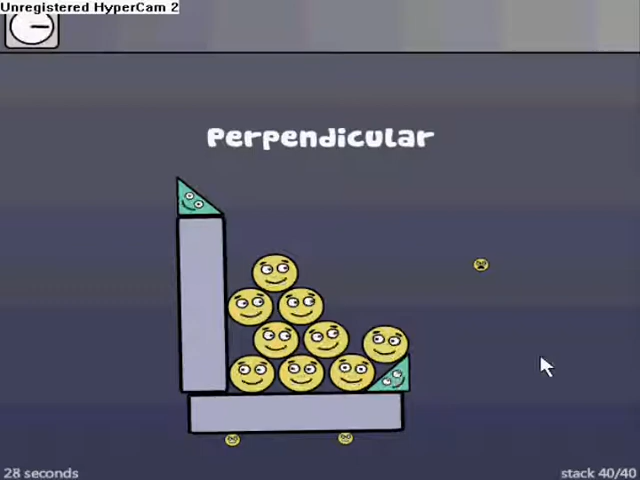 Unregistered HyperCam 2
Perpendicular
28 seconds
stack 40/40